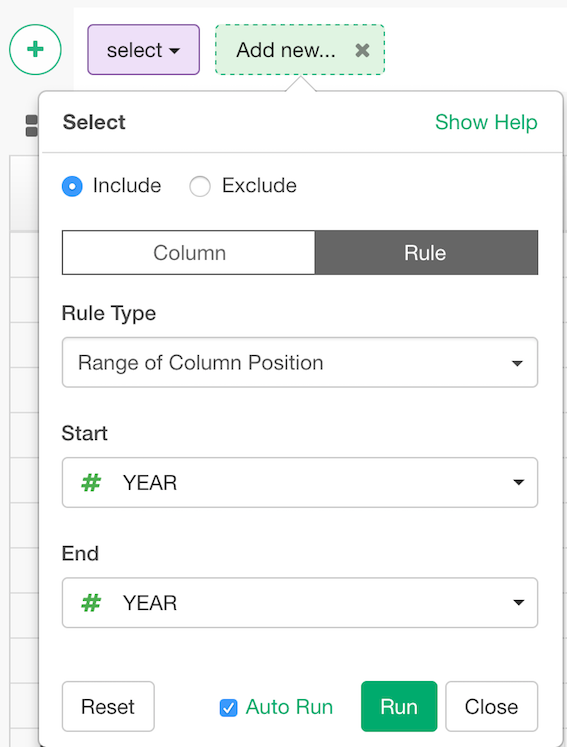 select Add new...
Select Show Help
Include Exclude
Column Rule
Rule Type
Range of Column Position
Start
# YEAR
End
# YEAR
Reset Auto Run Run Close